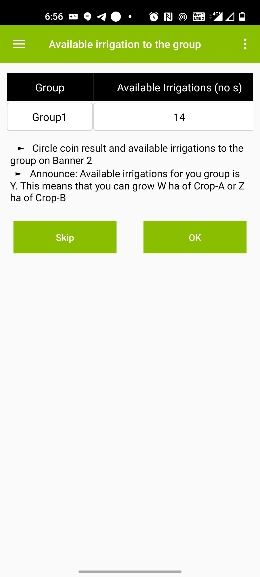 6:56
Available irrigation to the group
Group Available Irrigations (no s)
Group1 14
► Circle coin result and available irrigations to the
group on Banner 2
► Announce: Available irrigations for you group is
Y. This means that you can grow W ha of Crop-A or Z
ha of Crop-B
Skip OK